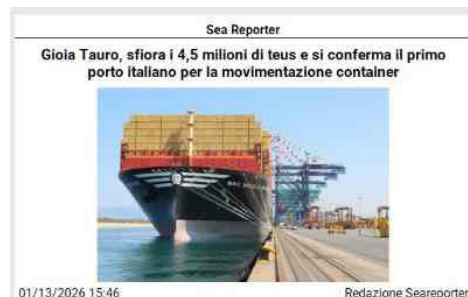 Sea Reporter
Gioia Tauro, sfiora i 4,5 milioni di teus e si conferma il primo
porto italiano per la movimentazione container
01/13/2026 15:46
Redazione Seareporter